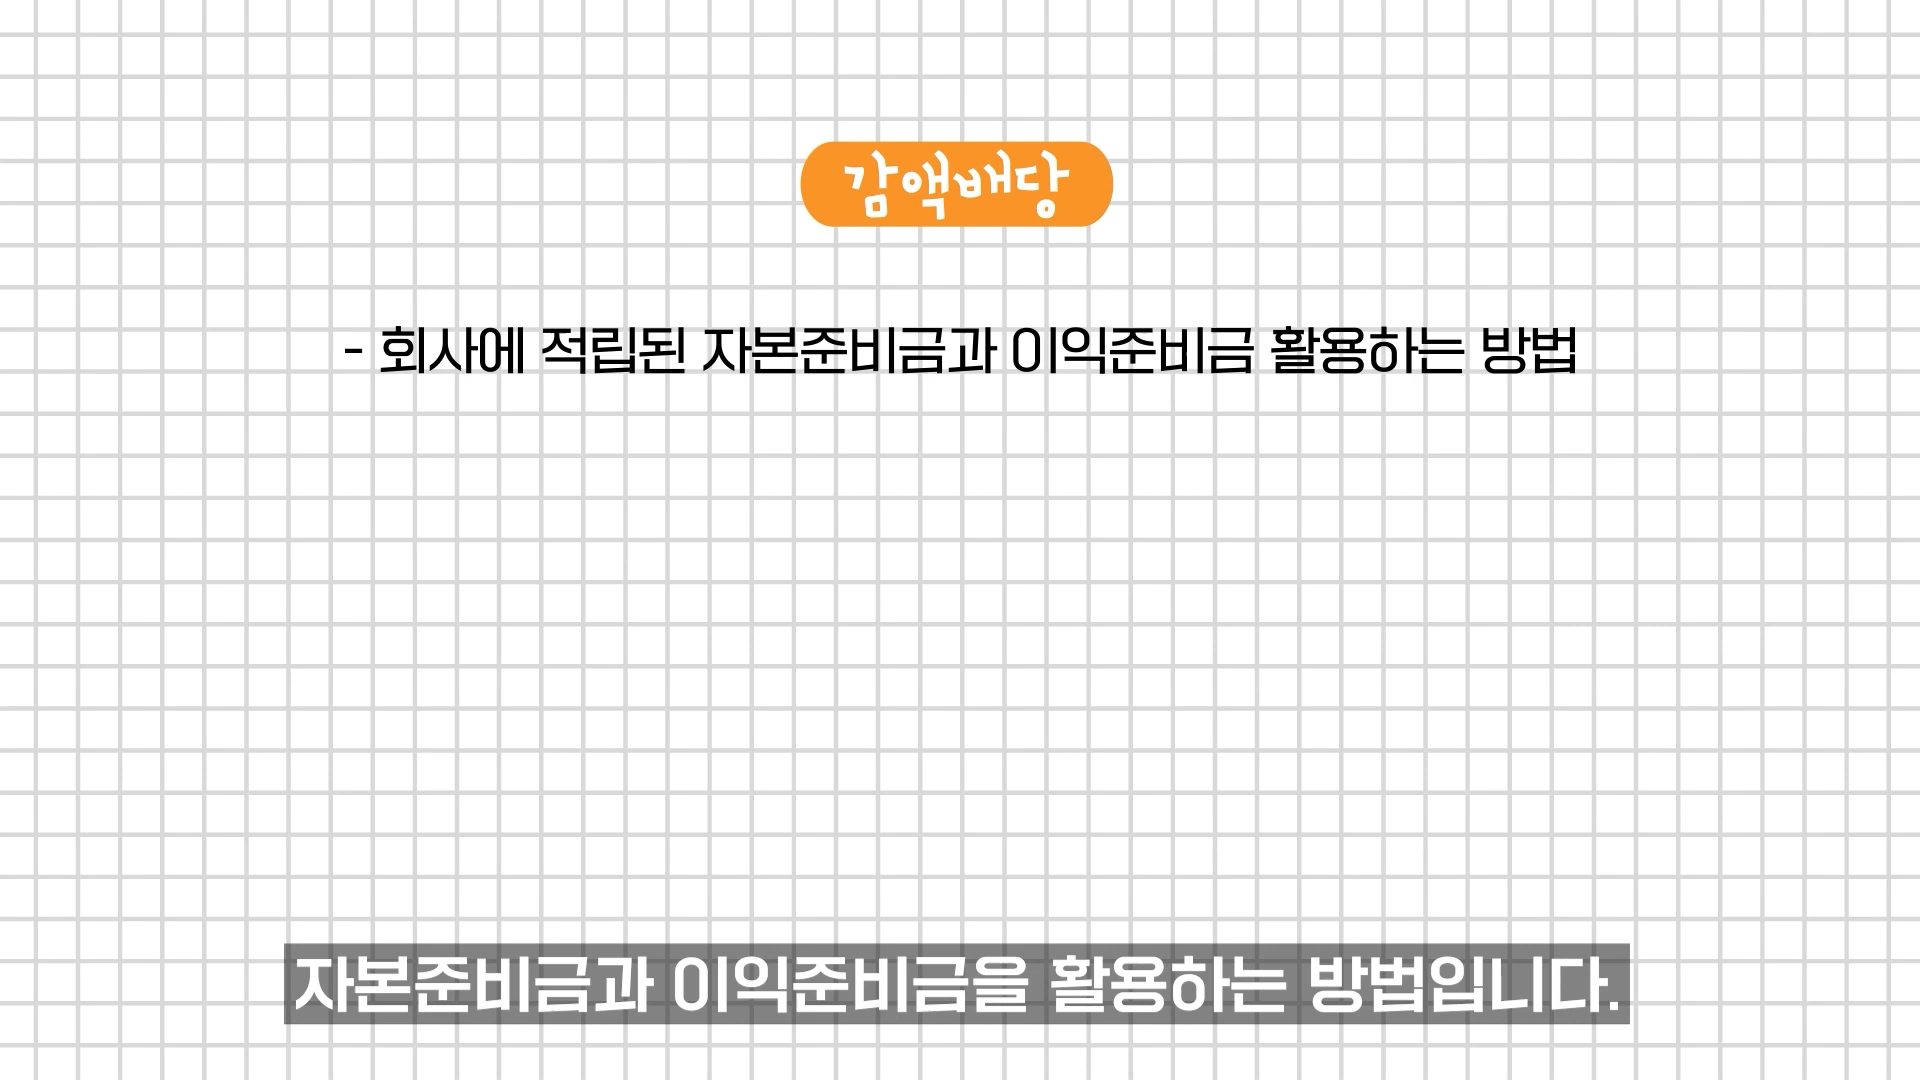 감액배당
- 회사에 적립된 자본준비금과 이익준비금 활용하는 방법
자본준비금과 이익준비금을 활용하는 방법입니다.